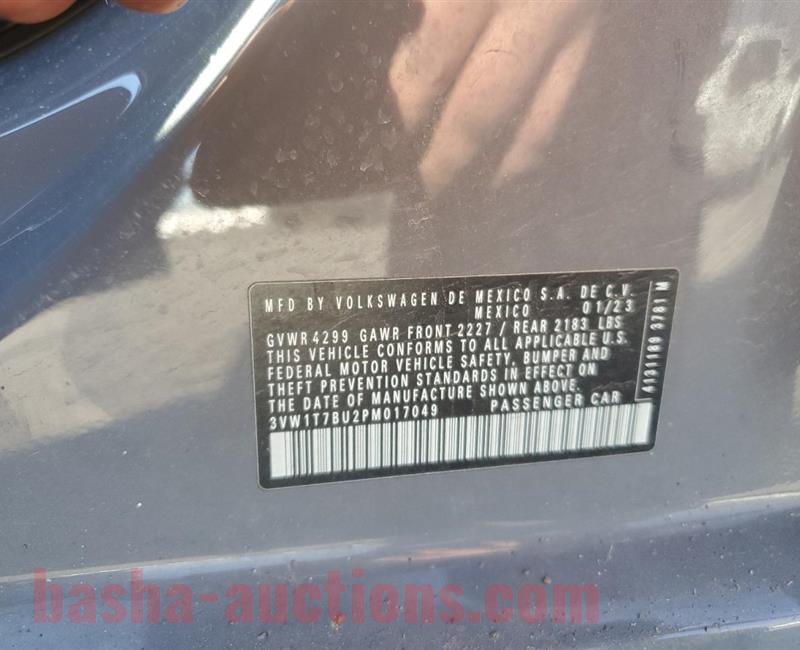 MFD BY VOLKSWAGEN DE MEXICO S.A. DE C.V.
MEXICO 01/23
GVWR 4299 GAWR FRONT 2227 / REAR 2183 LBS
THIS VEHICLE CONFORMS TO ALL APPLICABLE U.S.
FEDERAL MOTOR VEHICLE SAFETY, BUMPER AND
THEFT PREVENTION STANDARDS IN EFFECT ON
THE DATE OF MANUFACTURE SHOWN ABOVE.
3VW1T7BU2PM017049 PASSENGER CAR
4131189 3781 M
basha-auctions.com